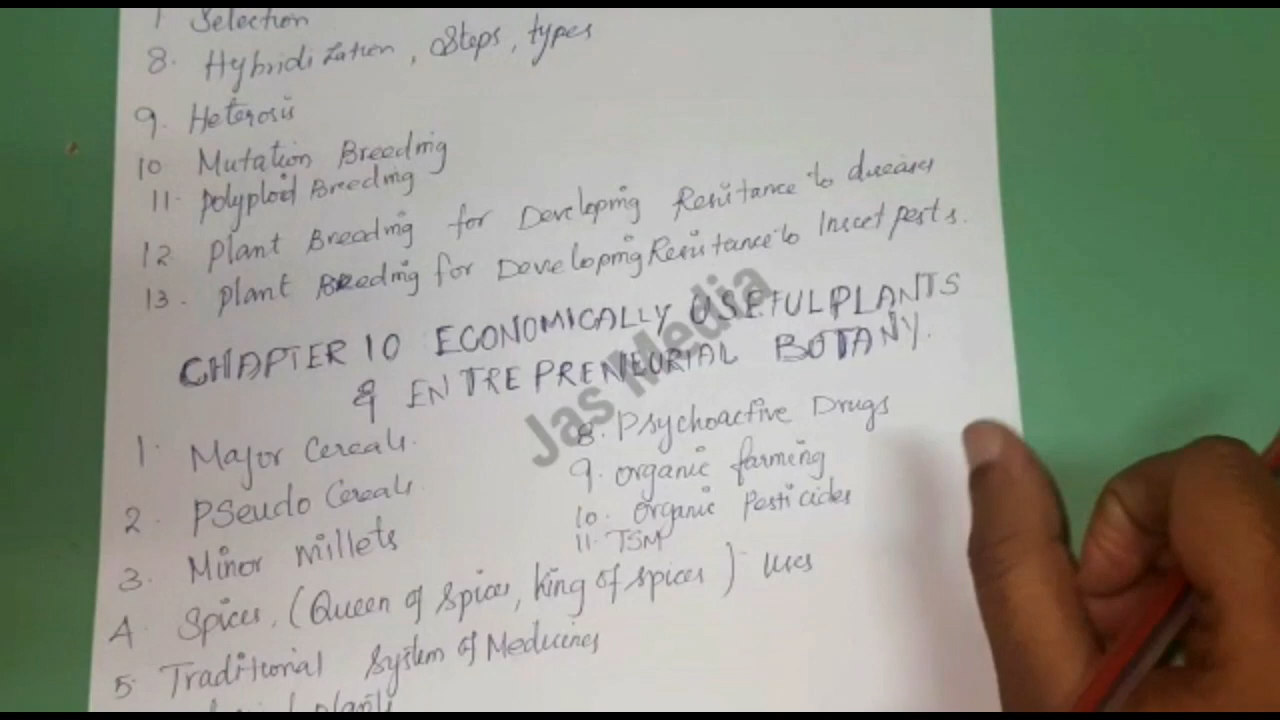 7 Selection
8. Hybridization, Steps, types
9. Heterosis
10 Mutation Breeding
11. Polyploid Breeding
12 Plant Breeding for Developing Resistance to diseases
13. Plant Breeding for Developing Resistance to Insect pests.
CHAPTER 10 ECONOMICALLY USEFUL PLANTS
& ENTREPRENEURIAL BOTANY.
1. Major Cereals.
2. Pseudo Cereals
3. Minor Millets
4. Spices. (Queen of spices, King of spices) uses
5. Traditional System of Medicines
plants
8. Psychoactive Drugs
9. Organic farming
10. Organic Pesticides
11. TSM
Jas Media